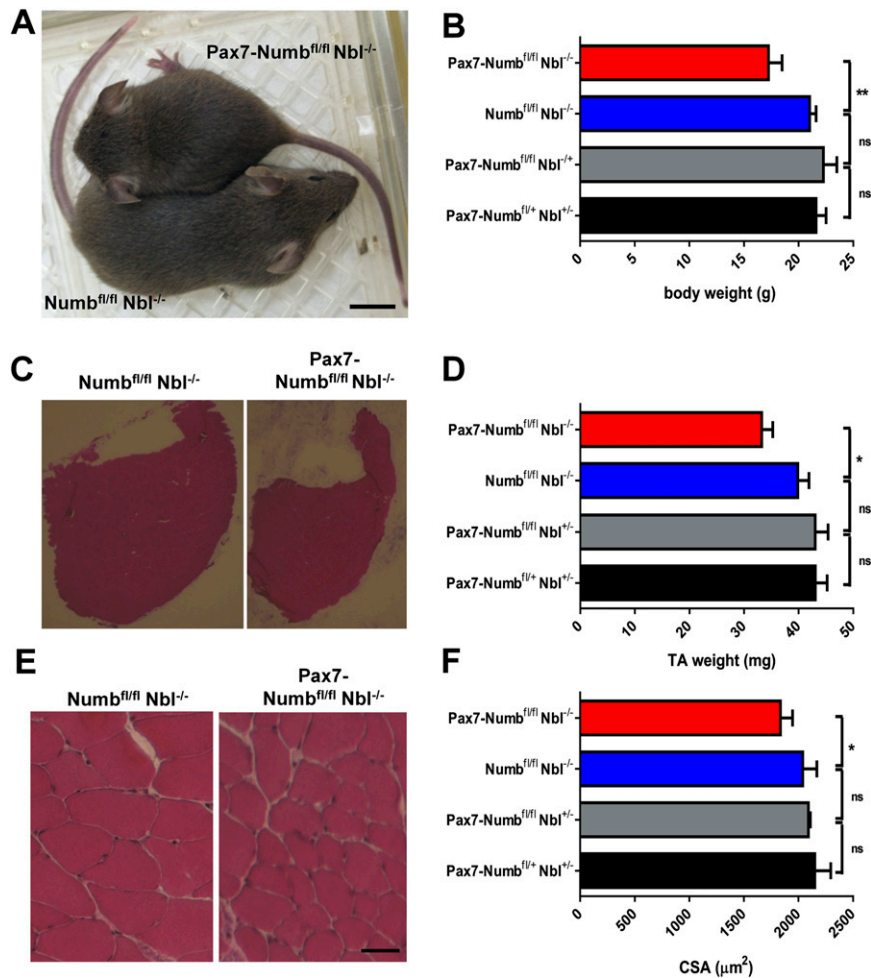 A
Pax7-Numbfl/fl Nbl-/-
Numbfl/fl Nbl-/-
B
Pax7-Numbfl/fl Nbl-/-
Numbfl/fl Nbl-/-
Pax7-Numbfl/fl Nbl-/+
Pax7-Numbfl/+ Nbl+/-
**
ns
ns
0
5
10
15
20
25
body weight (g)
C
Numbfl/fl Nbl-/-
Pax7-
Numbfl/fl Nbl-/-
D
Pax7-Numbfl/fl Nbl-/-
Numbfl/fl Nbl-/-
Pax7-Numbfl/fl Nbl+/-
Pax7-Numbfl/+ Nbl+/-
*
ns
ns
0
10
20
30
40
50
TA weight (mg)
E
Numbfl/fl Nbl-/-
Pax7-
Numbfl/fl Nbl-/-
F
Pax7-Numbfl/fl Nbl-/-
Numbfl/fl Nbl-/-
Pax7-Numbfl/fl Nbl+/-
Pax7-Numbfl/+ Nbl+/-
*
ns
ns
0
500
1000
1500
2000
2500
CSA (μm2)